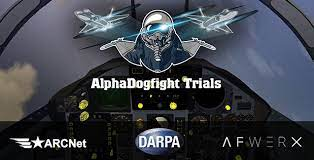 AlphaDogfight Trials
ARCNet
DARPA
AFWERX